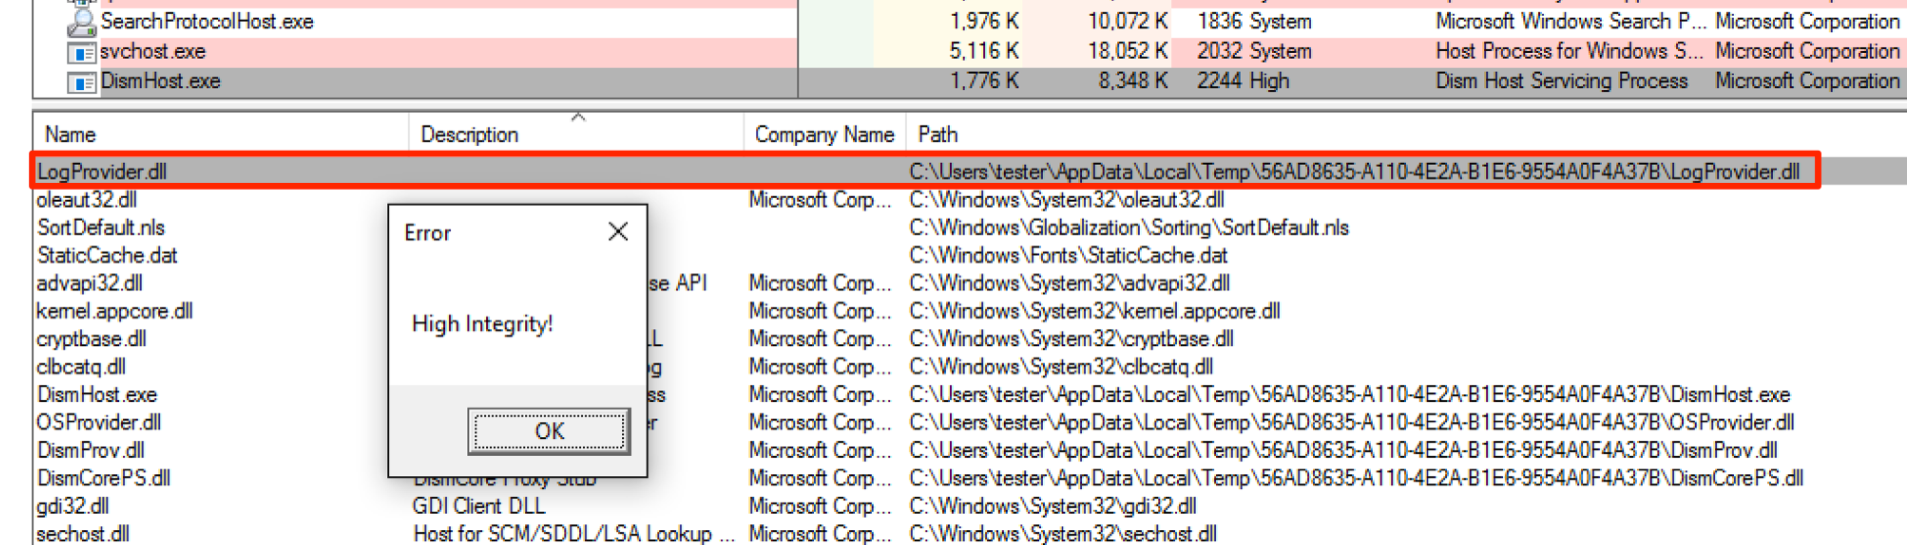 SearchProtocolHost.exe 1,976 K 10,072 K 1836 System Microsoft Windows Search P... Microsoft Corporation
svchost.exe 5,116 K 18,052 K 2032 System Host Process for Windows S... Microsoft Corporation
DismHost.exe 1,776 K 8,348 K 2244 High Dism Host Servicing Process Microsoft Corporation
Name Description Company Name Path
LogProvider.dll C:\Users\tester\AppData\Local\Temp\56AD8635-A110-4E2A-B1E6-9554A0F4A37B\LogProvider.dll
oleaut32.dll Microsoft Corp... C:\Windows\System32\oleaut32.dll
SortDefault.nls C:\Windows\Globalization\Sorting\SortDefault.nls
StaticCache.dat C:\Windows\Fonts\StaticCache.dat
advapi32.dll se API Microsoft Corp... C:\Windows\System32\advapi32.dll
kernel.appcore.dll Microsoft Corp... C:\Windows\System32\kernel.appcore.dll
cryptbase.dll LL Microsoft Corp... C:\Windows\System32\cryptbase.dll
clbcatq.dll Microsoft Corp... C:\Windows\System32\clbcatq.dll
DismHost.exe ss Microsoft Corp... C:\Users\tester\AppData\Local\Temp\56AD8635-A110-4E2A-B1E6-9554A0F4A37B\DismHost.exe
OSProvider.dll Microsoft Corp... C:\Users\tester\AppData\Local\Temp\56AD8635-A110-4E2A-B1E6-9554A0F4A37B\OSProvider.dll
DismProv.dll Microsoft Corp... C:\Users\tester\AppData\Local\Temp\56AD8635-A110-4E2A-B1E6-9554A0F4A37B\DismProv.dll
DismCorePS.dll DismCore Proxy Stub Microsoft Corp... C:\Users\tester\AppData\Local\Temp\56AD8635-A110-4E2A-B1E6-9554A0F4A37B\DismCorePS.dll
gdi32.dll GDI Client DLL Microsoft Corp... C:\Windows\System32\gdi32.dll
sechost.dll Host for SCM/SDDL/LSA Lookup ... Microsoft Corp... C:\Windows\System32\sechost.dll
Error
High Integrity!
OK